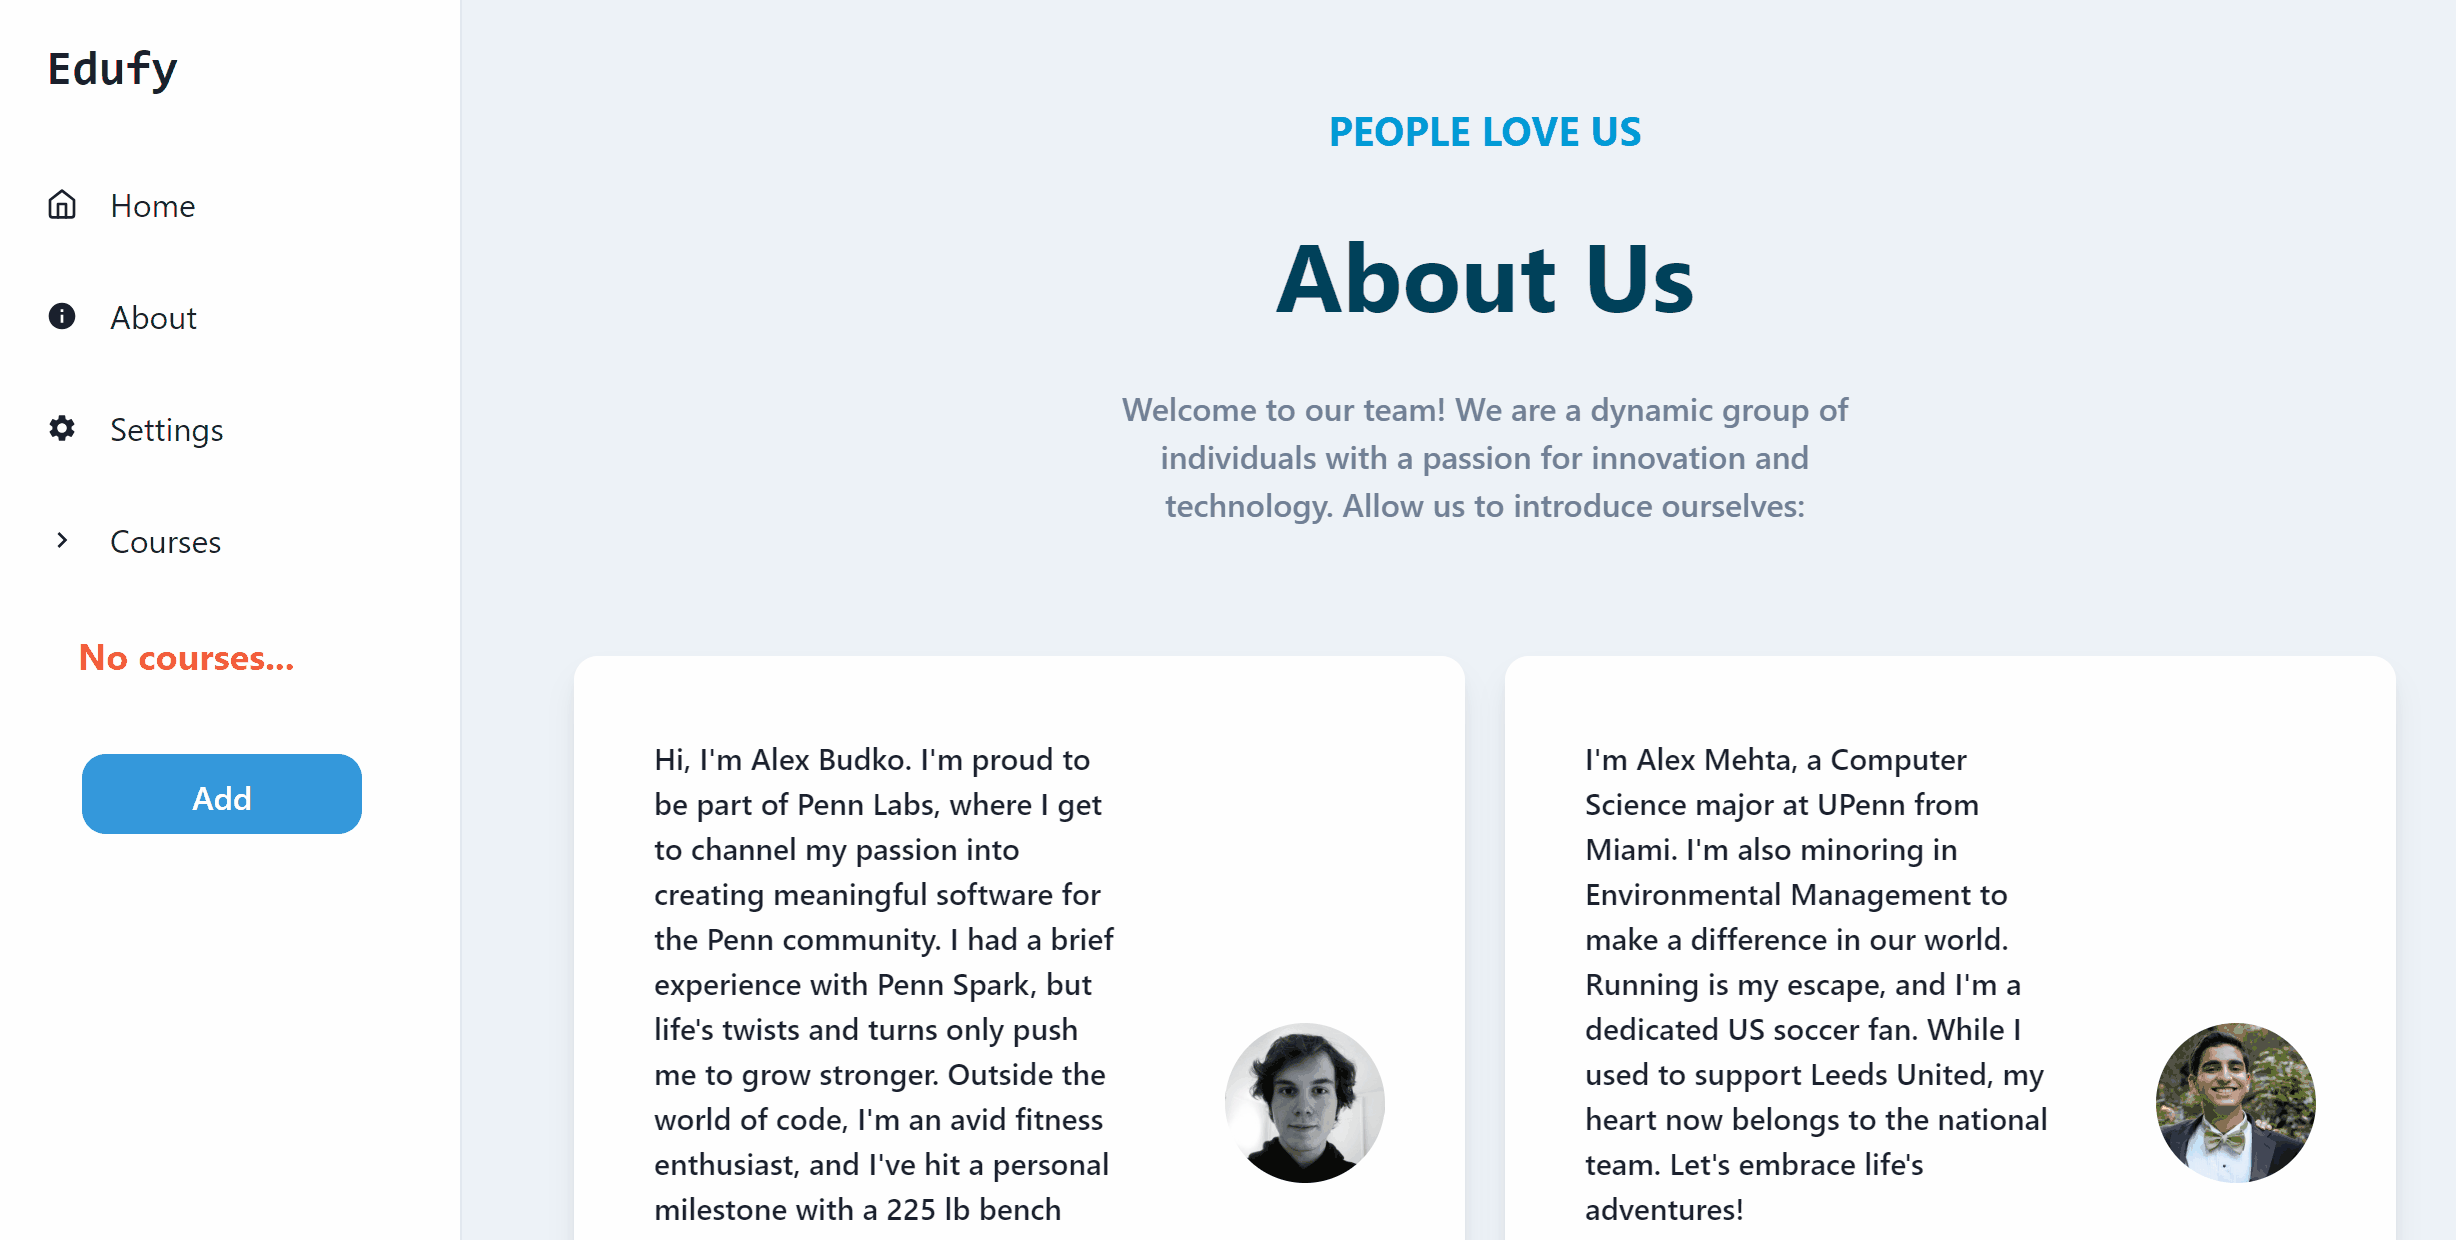 Edufy
Home
About
Settings
Courses
No courses...
Add
PEOPLE LOVE US
About Us
Welcome to our team! We are a dynamic group of
individuals with a passion for innovation and
technology. Allow us to introduce ourselves:
Hi, I'm Alex Budko. I'm proud to
be part of Penn Labs, where I get
to channel my passion into
creating meaningful software for
the Penn community. I had a brief
experience with Penn Spark, but
life's twists and turns only push
me to grow stronger. Outside the
world of code, I'm an avid fitness
enthusiast, and I've hit a personal
milestone with a 225 lb bench
I'm Alex Mehta, a Computer
Science major at UPenn from
Miami. I'm also minoring in
Environmental Management to
make a difference in our world.
Running is my escape, and I'm a
dedicated US soccer fan. While I
used to support Leeds United, my
heart now belongs to the national
team. Let's embrace life's
adventures!